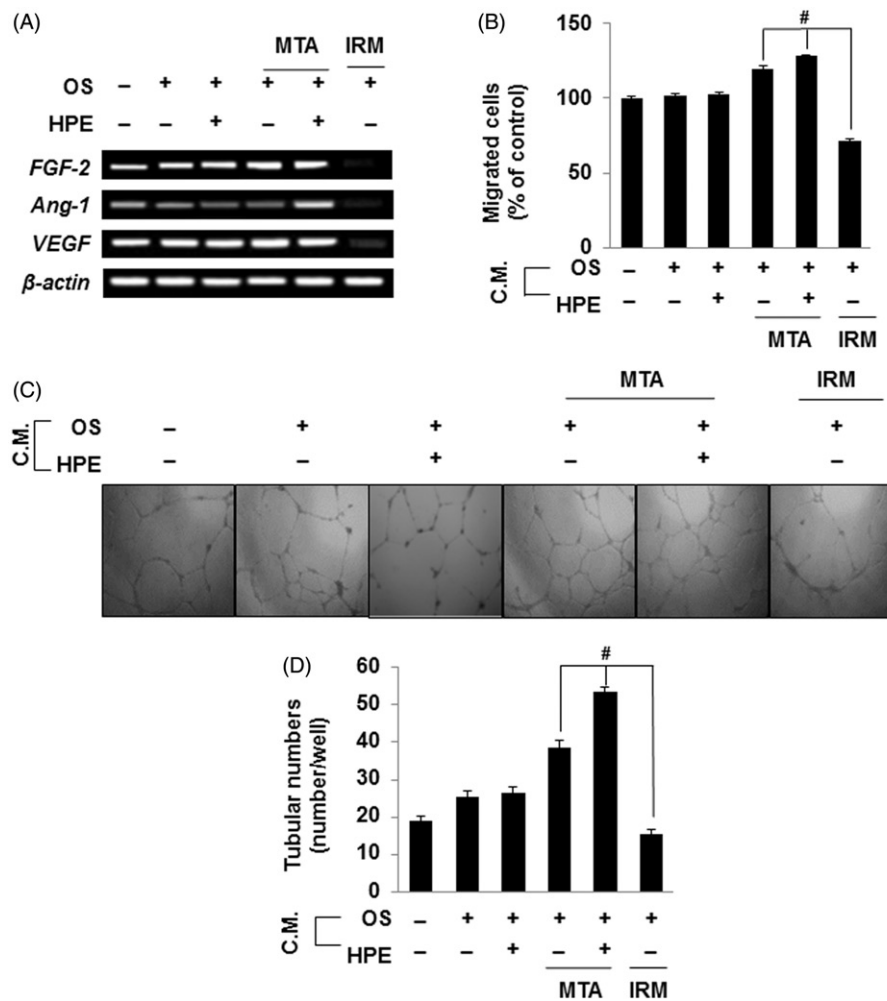 (A)
MTA IRM
OS – + + + + +
HPE – – + – + –
FGF-2
Ang-1
VEGF
β-actin
(B)
Migrated cells
(% of control)
150
100
50
0
#
C.M.
OS – + + + + +
HPE – – + – + –
MTA IRM
(C)
MTA IRM
C.M.
OS – + + + + +
HPE – – + – + –
(D)
Tubular numbers
(number/well)
60
50
40
30
20
10
0
#
C.M.
OS – + + + + +
HPE – – + – + –
MTA IRM